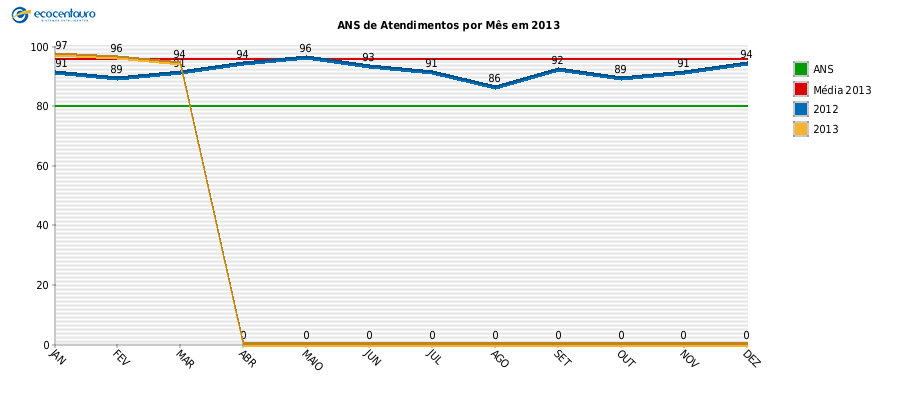 ecocentauro
ANS de Atendimentos por Mês em 2013
100
80
60
40
20
0
97 96 94 94 96 93 91 86 92 89 91 94
91 89 91
0 0 0 0 0 0 0 0 0
JAN FEV MAR ABR MAIO JUN JUL AGO SET OUT NOV DEZ
ANS
Média 2013
2012
2013